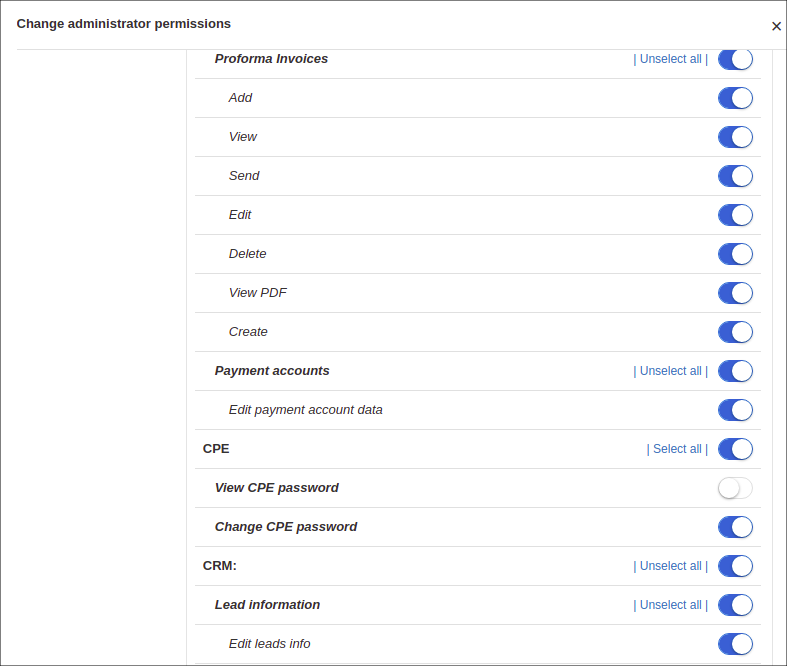 Change administrator permissions
×
Proforma Invoices | Unselect all |
Add
View
Send
Edit
Delete
View PDF
Create
Payment accounts | Unselect all |
Edit payment account data
CPE | Select all |
View CPE password
Change CPE password
CRM: | Unselect all |
Lead information | Unselect all |
Edit leads info